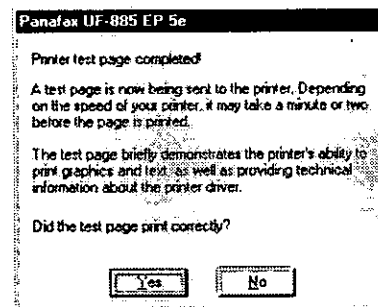 Panafax UF-885 EP 5e
Printer test page completed!
A test page is now being sent to the printer. Depending
on the speed of your printer, it may take a minute or two
before the page is printed.
The test page briefly demonstrates the printer's ability to
print graphics and text, as well as providing technical
information about the printer driver.
Did the test page print correctly?
Yes
No